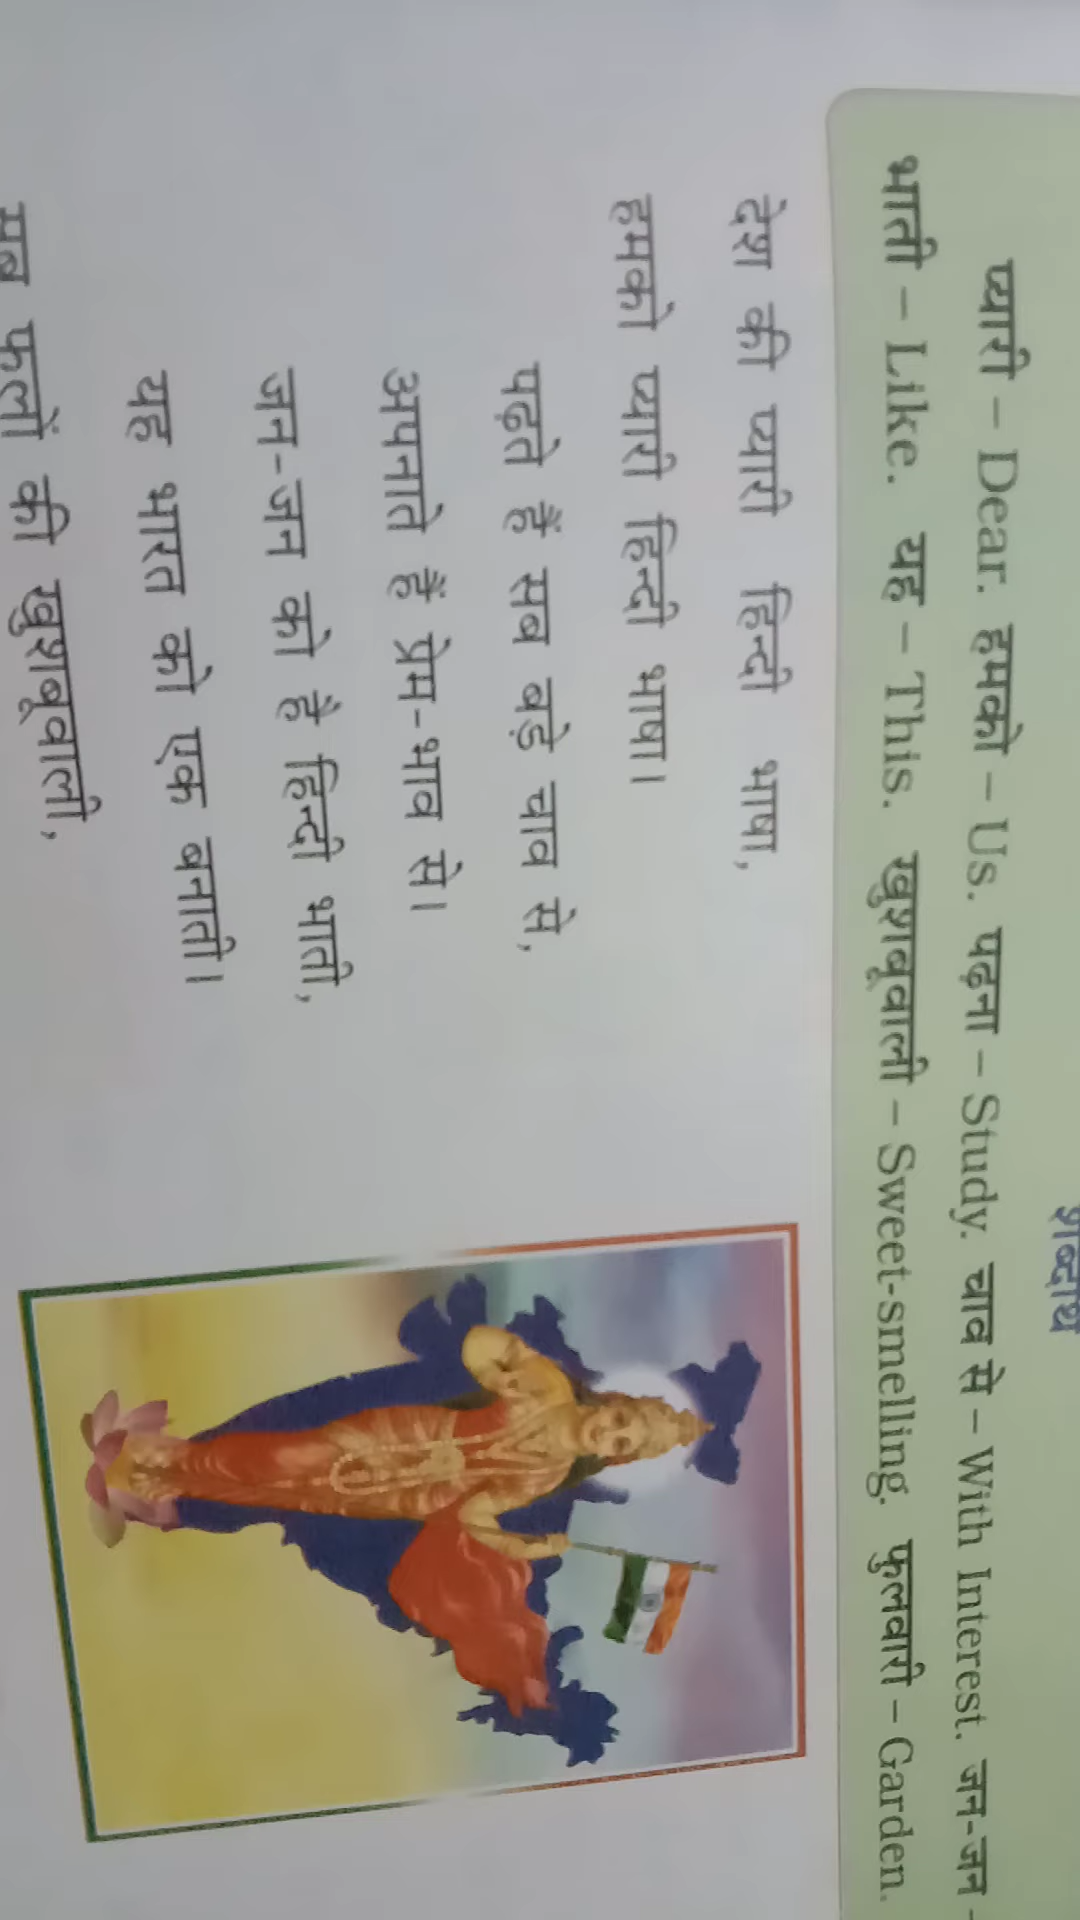 शब्दार्थ
प्यारी – Dear. हमको – Us. पढ़ना – Study. चाव से – With Interest. जन-जन –
भाती – Like. यह – This. खुशबूवाली – Sweet-smelling. फुलवारी – Garden.
देश की प्यारी हिन्दी भाषा,
हमको प्यारी हिन्दी भाषा।
पढ़ते हैं सब बड़े चाव से,
अपनाते हैं प्रेम-भाव से।
जन-जन को है हिन्दी भाती,
यह भारत को एक बनाती।
सब फूलों की खुशबूवाली,